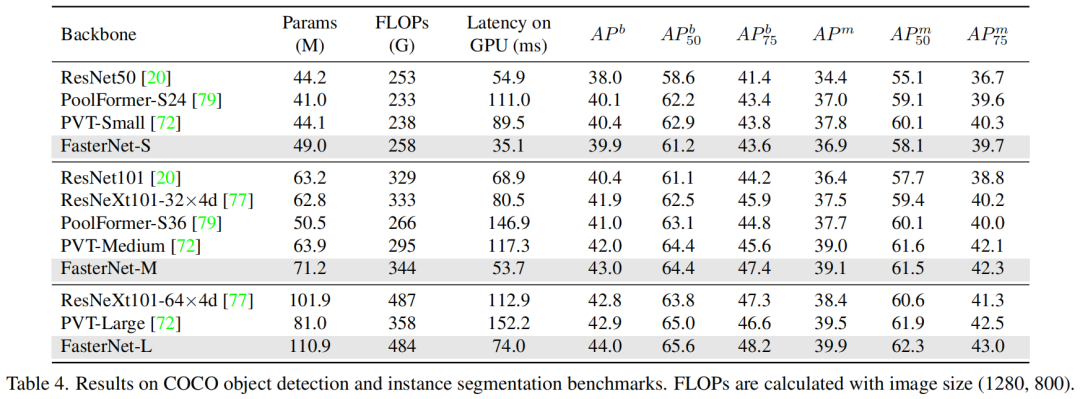 Backbone Params (M) FLOPs (G) Latency on GPU (ms) AP^b AP^b_50 AP^b_75 AP^m AP^m_50 AP^m_75
ResNet50 [20] 44.2 253 54.9 38.0 58.6 41.4 34.4 55.1 36.7
PoolFormer-S24 [79] 41.0 233 111.0 40.1 62.2 43.4 37.0 59.1 39.6
PVT-Small [72] 44.1 238 89.5 40.4 62.9 43.8 37.8 60.1 40.3
FasterNet-S 49.0 258 35.1 39.9 61.2 43.6 36.9 58.1 39.7
ResNet101 [20] 63.2 329 68.9 40.4 61.1 44.2 36.4 57.7 38.8
ResNeXt101-32×4d [77] 62.8 333 80.5 41.9 62.5 45.9 37.5 59.4 40.2
PoolFormer-S36 [79] 50.5 266 146.9 41.0 63.1 44.8 37.7 60.1 40.0
PVT-Medium [72] 63.9 295 117.3 42.0 64.4 45.6 39.0 61.6 42.1
FasterNet-M 71.2 344 53.7 43.0 64.4 47.4 39.1 61.5 42.3
ResNeXt101-64×4d [77] 101.9 487 112.9 42.8 63.8 47.3 38.4 60.6 41.3
PVT-Large [72] 81.0 358 152.2 42.9 65.0 46.6 39.5 61.9 42.5
FasterNet-L 110.9 484 74.0 44.0 65.6 48.2 39.9 62.3 43.0
Table 4. Results on COCO object detection and instance segmentation benchmarks. FLOPs are calculated with image size (1280, 800).